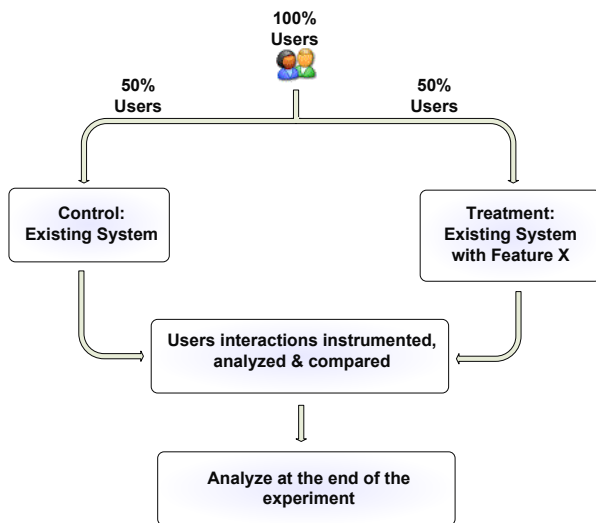 100%
Users
50%
Users
50%
Users
Control:
Existing System
Treatment:
Existing System
with Feature X
Users interactions instrumented,
analyzed & compared
Analyze at the end of the
experiment